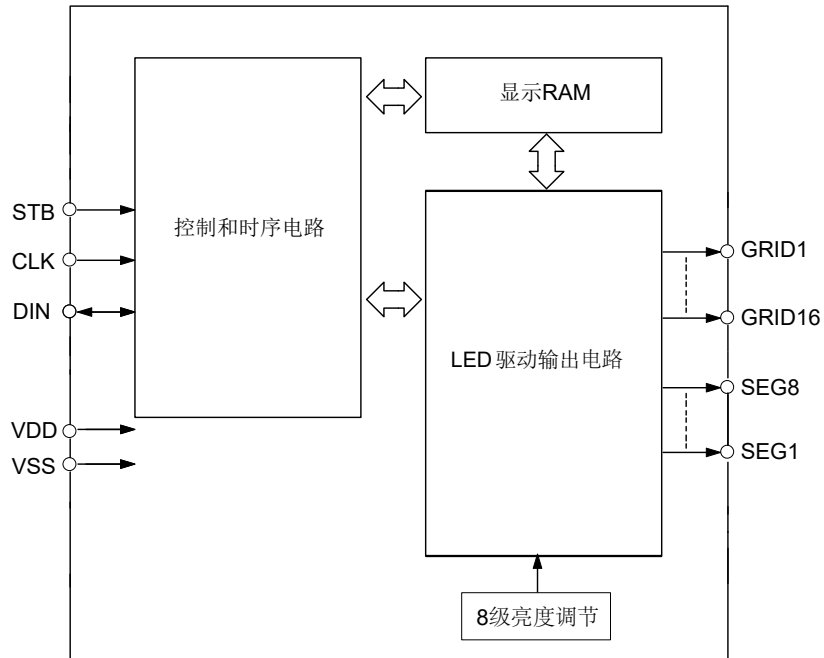 显示RAM
控制和时序电路
STB
CLK
DIN
VDD
VSS
LED 驱动输出电路
GRID1
GRID16
SEG8
SEG1
8级亮度调节